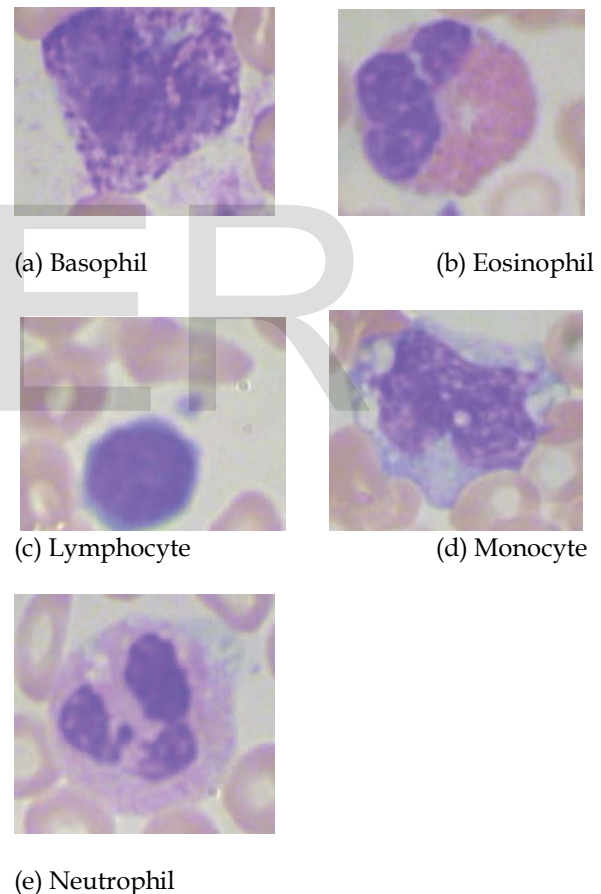 (a) Basophil
(b) Eosinophil
(c) Lymphocyte
(d) Monocyte
(e) Neutrophil
ER